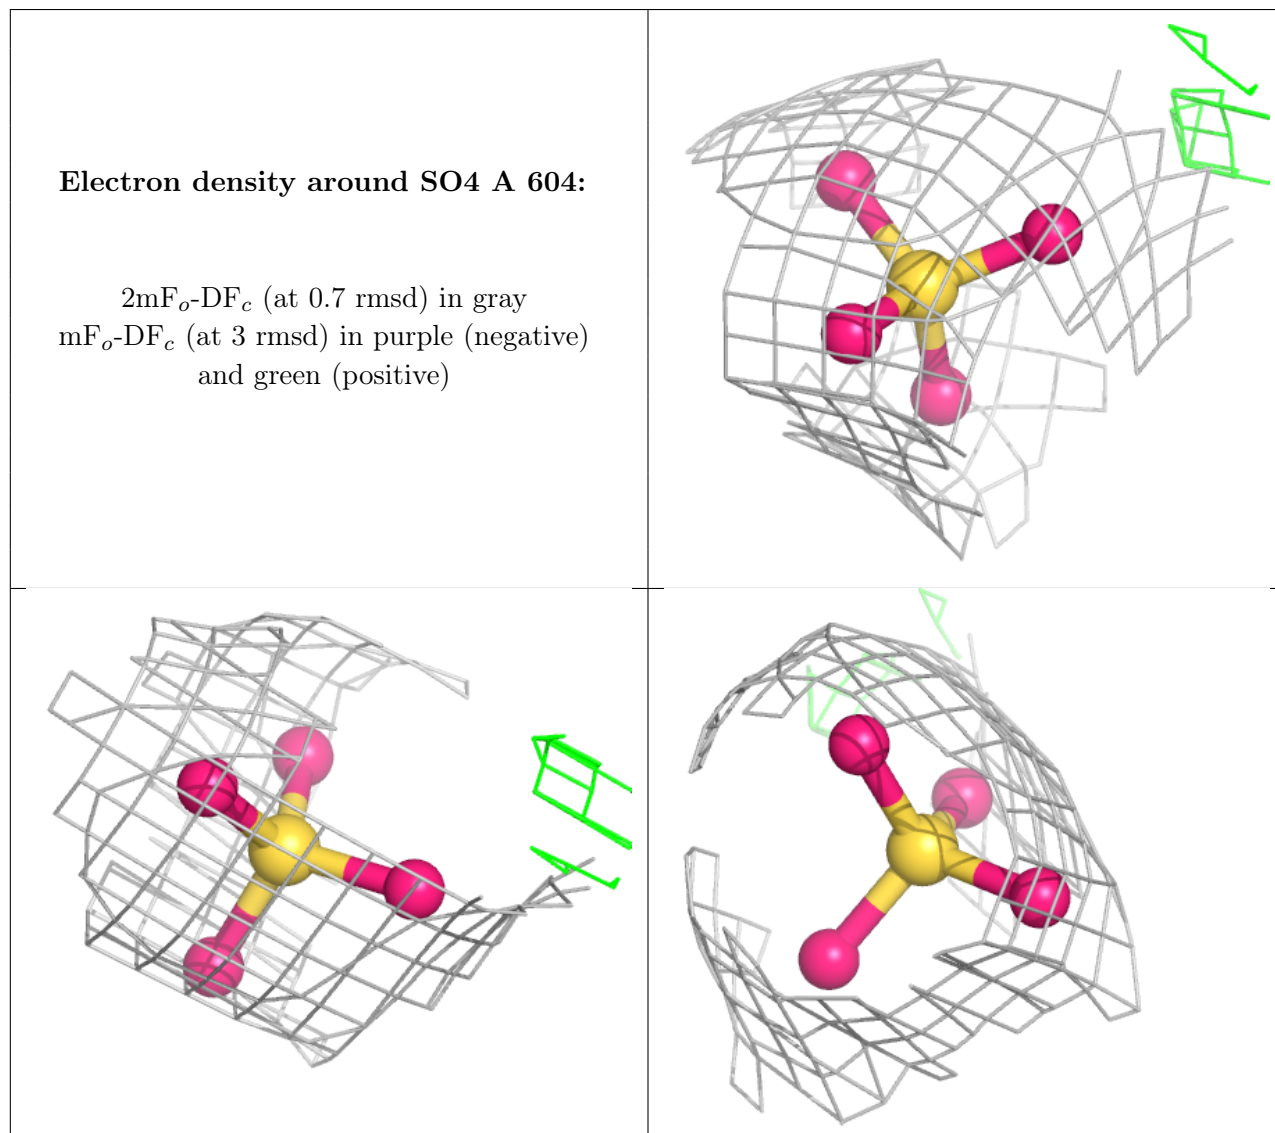 Electron density around SO4 A 604:
2mFo-DFc (at 0.7 rmsd) in gray
mFo-DFc (at 3 rmsd) in purple (negative)
and green (positive)